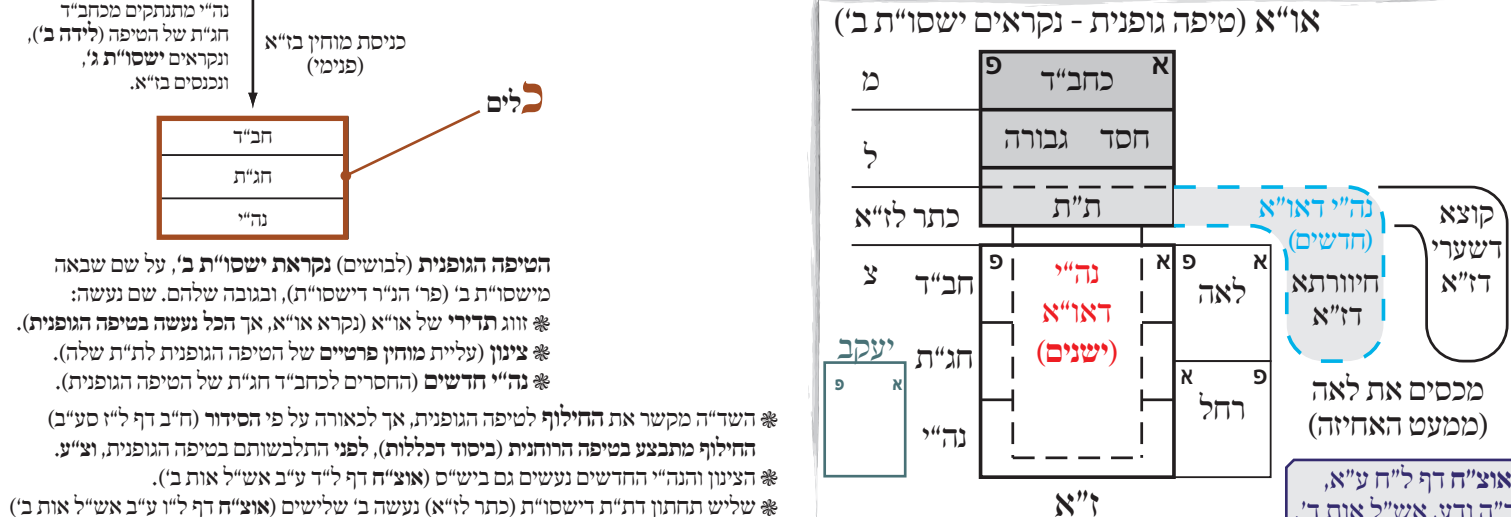 או״א (טיפה גופנית - נקראים ישסו״ת ב׳)
א
פ
כחב״ד
מ
חסד גבורה
ל
ת״ת
כתר לז״א
צ
נה״י דאו״א
(חדשים)
חיוורתא
דז״א
קוצא
דשערי
דז״א
א
פ
לאה
פ
א
רחל
א
פ
נה״י
דאו״א
(ישנים)
חב״ד
חג״ת
נה״י
יעקב
א
פ
מכסים את לאה
(ממעט האחיזה)
ז״א
אוצ״ח דף ל״ח ע״א,
ד״ה ודע, אש״ל אות ד׳.
נה״י מתנתקים מכחב״ד
חג״ת של הטיפה (לידה ב׳),
ונקראים ישסו״ת ג׳,
ונכנסים בז״א.
כניסת מוחין בז״א
(פנימי)
כלים
חב״ד
חג״ת
נה״י
הטיפה הגופנית (לבושים) נקראת ישסו״ת ב׳, על שם שבאה
מישסו״ת ב׳ (פר׳ הנ״ר דישסו״ת), ובגובה שלהם. שם נעשה:
❃ זווג תדירי של או״א (נקרא או״א, אך הכל נעשה בטיפה הגופנית).
❃ צינון (עליית מוחין פרטיים של הטיפה הגופנית לת״ת שלה).
❃ נה״י חדשים (החסרים לכחב״ד חג״ת של הטיפה הגופנית).
❃ השד״ה מקשר את החילוף לטיפה הגופנית, אך לכאורה על פי הסידור (ח״ב דף ל״ז סע״ב)
החילוף מתבצע בטיפה הרוחנית (ביסוד דכללות), לפני התלבשותם בטיפה הגופנית, וצ״ע.
❃ הצינון והנה״י החדשים נעשים גם ביש״ס (אוצ״ח דף ל״ד ע״ב אש״ל אות ב׳).
❃ שליש תחתון דת״ת דישסו״ת (כתר לז״א) נעשה ב׳ שלישים (אוצ״ח דף ל״ו ע״ב אש״ל אות ב׳)